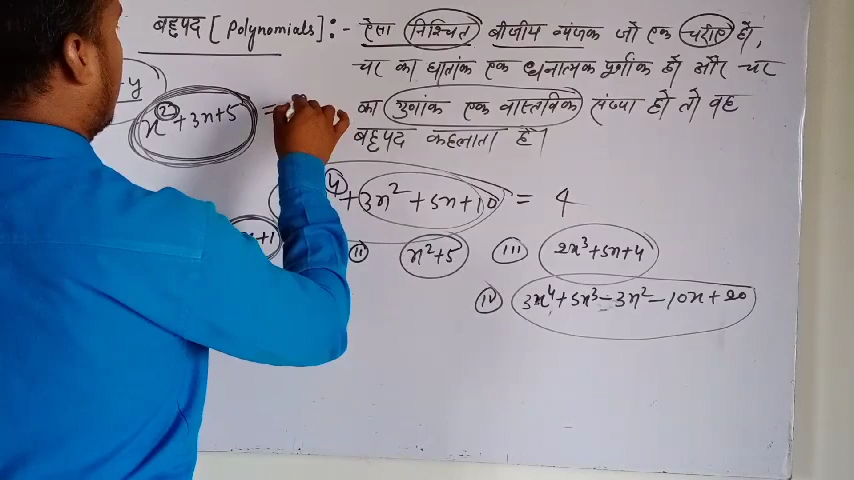 बहुपद [Polynomials] :- ऐसा निश्चित बीजीय व्यंजक जो एक चरीय हो,
चर का घातांक एक धनात्मक पूर्णांक हो और चर
का गुणांक एक वास्तविक संख्या हो तो वह
बहुपद कहलाता है।
y
x² + 3x + 5 =
4 + 3x² + 5x + 10 = 4
x + 1 (ii) x² + 5 (iii) 2x³ + 5x + 4
(iv) 3x⁴ + 5x³ - 3x² - 10x + 20